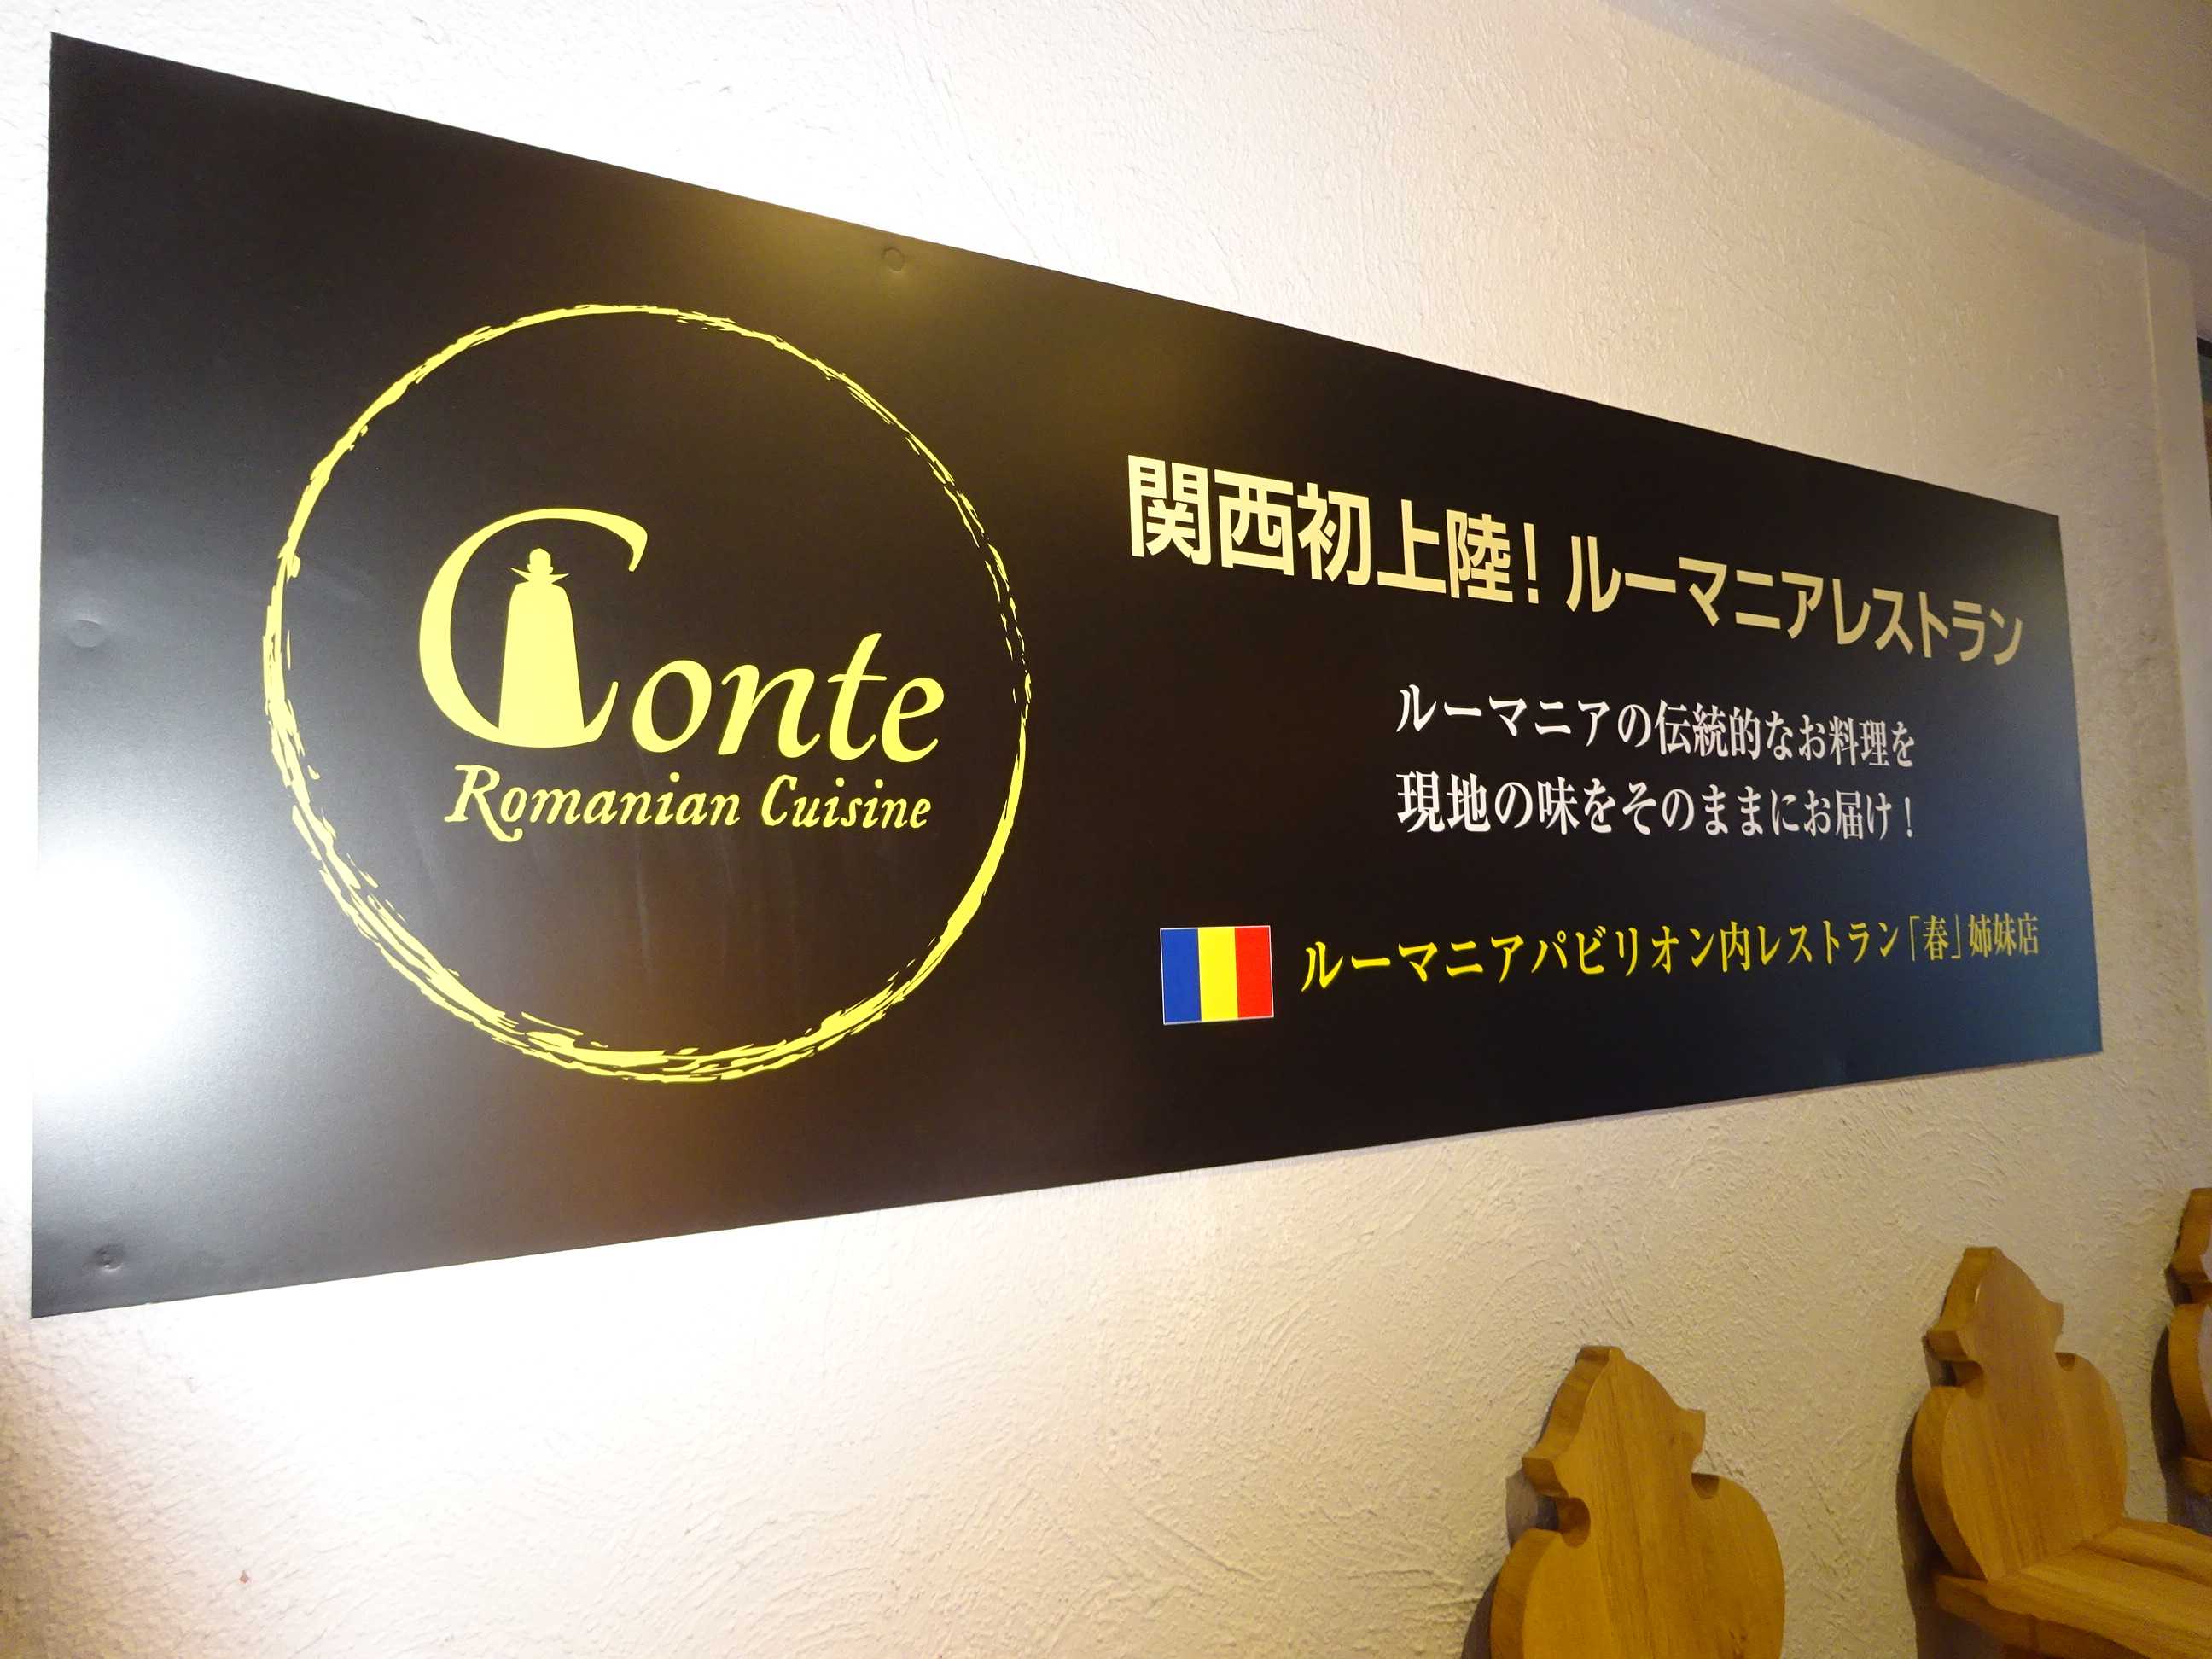 Conte
Romanian Cuisine
関西初上陸！ルーマニアレストラン
ルーマニアの伝統的なお料理を
現地の味をそのままにお届け！
ルーマニアパビリオン内レストラン「春」姉妹店